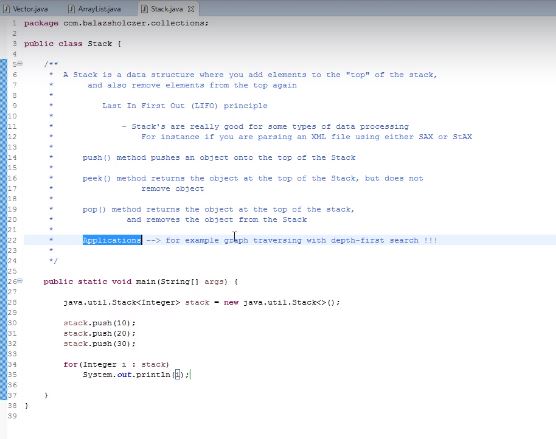 Vector.java ArrayList.java Stack.java
1 package com.balazsholczer.collections;
2
3 public class Stack {
4
5 /**
6 * A Stack is a data structure where you add elements to the "top" of the stack,
7 * and also remove elements from the top again
8 *
9 * Last In First Out (LIFO) principle
10 *
11 * - Stack's are really good for some types of data processing
12 * For instance if you are parsing an XML file using either SAX or StAX
13 *
14 * push() method pushes an object onto the top of the Stack
15 *
16 * peek() method returns the object at the top of the Stack, but does not
17 * remove object
18 *
19 * pop() method returns the object at the top of the stack,
20 * and removes the object from the Stack
21 *
22 * Applications --> for example graph traversing with depth-first search !!!
23 *
24 */
25
26 public static void main(String[] args) {
27
28 java.util.Stack<Integer> stack = new java.util.Stack<>();
29
30 stack.push(10);
31 stack.push(20);
32 stack.push(30);
33
34 for(Integer i : stack)
35 System.out.println(i);
36
37 }
38 }
39